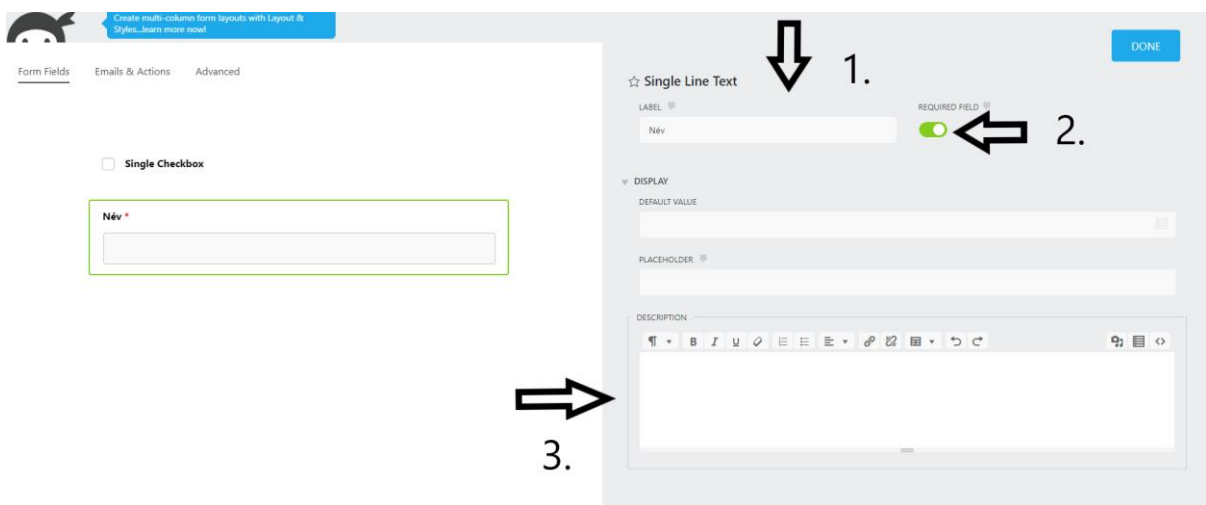 Create multi-column form layouts with Layout &
Styles...learn more now!
DONE
Form Fields Emails & Actions Advanced
1.
Single Line Text
LABEL REQUIRED FIELD
Név
2.
Single Checkbox
DISPLAY
DEFAULT VALUE
Név *
PLACEHOLDER
DESCRIPTION
B I U
3.